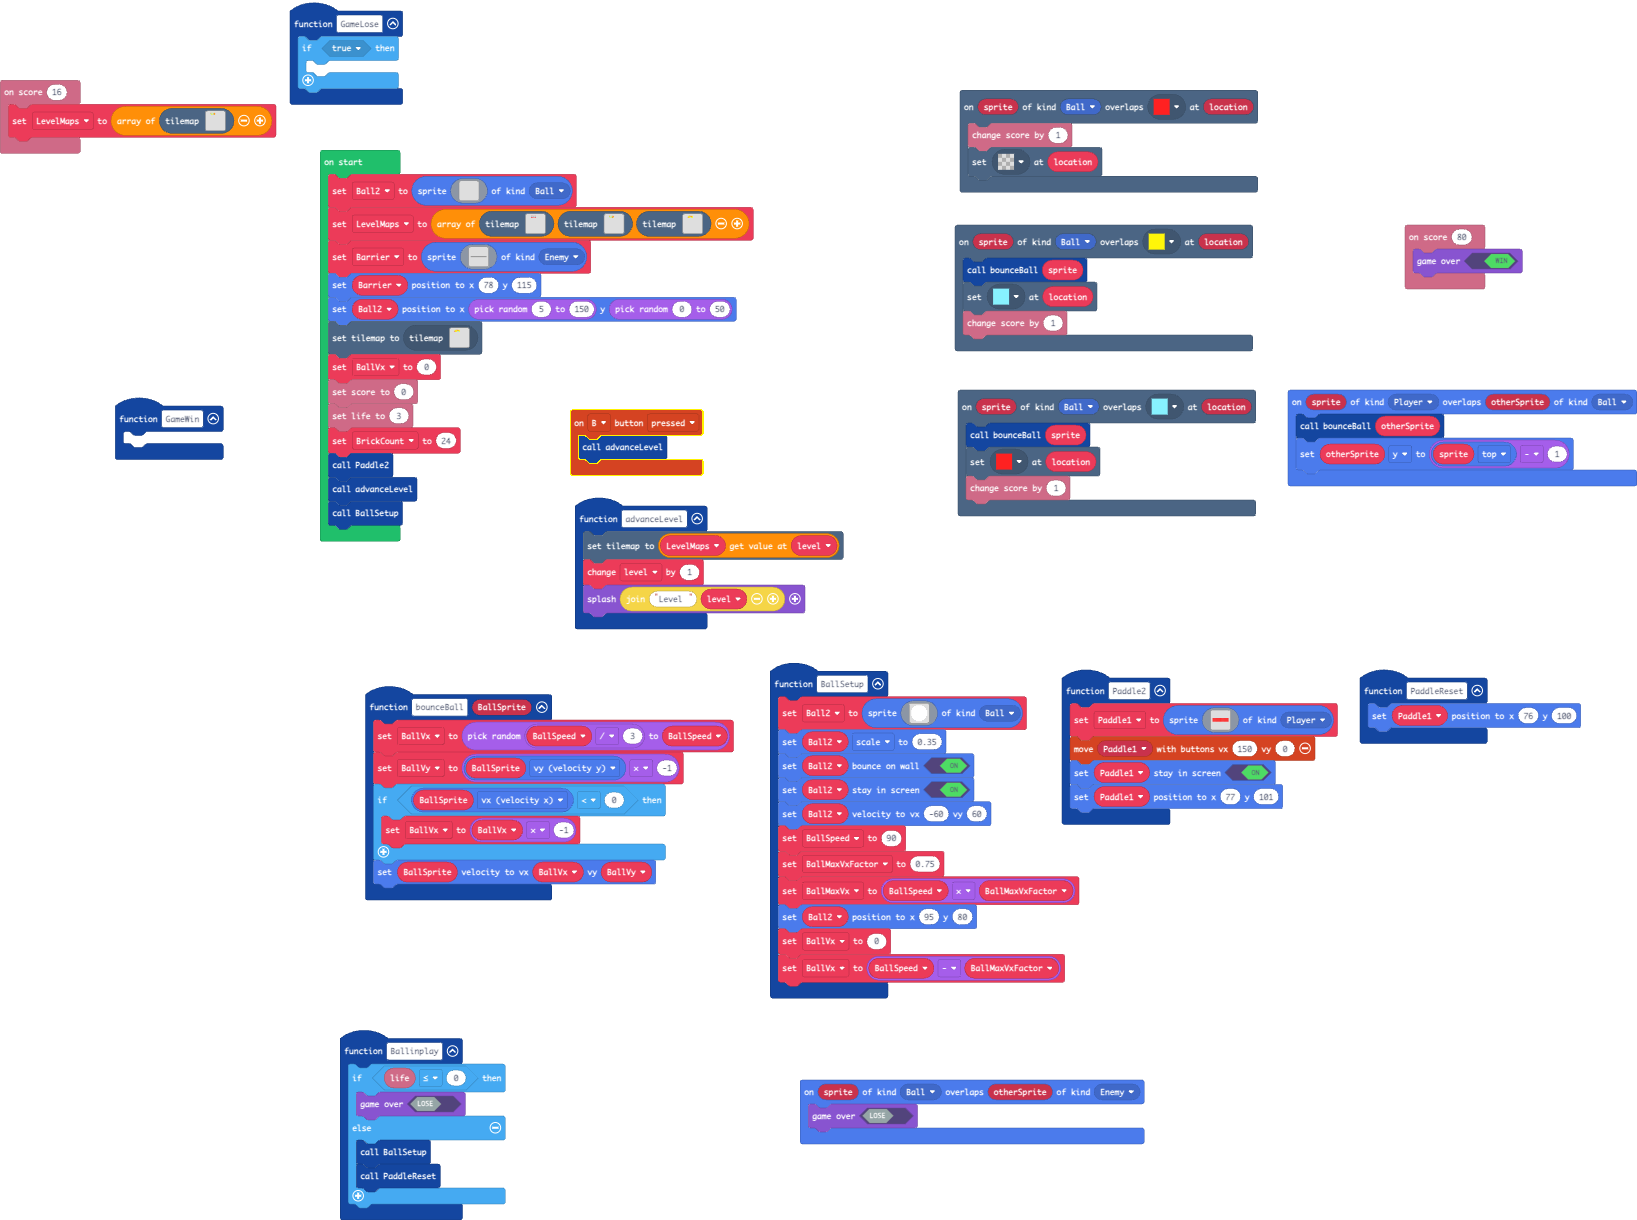 function GameLose
if true then
on score 16
set LevelMaps to array of tilemap
on start
set Ball2 to sprite of kind Ball
set LevelMaps to array of tilemap tilemap tilemap
set Barrier to sprite of kind Enemy
set Barrier position to x 78 y 115
set Ball2 position to x pick random 5 to 150 y pick random 0 to 50
set tilemap to tilemap
set BallVx to 0
set score to 0
set life to 3
set BrickCount to 24
call Paddle2
call advanceLevel
call BallSetup
function GameWin
on B button pressed
call advanceLevel
function advanceLevel
set tilemap to LevelMaps get value at level
change level by 1
splash join "Level " level
on sprite of kind Ball overlaps at location
change score by 1
set at location
on sprite of kind Ball overlaps at location
call bounceBall sprite
set at location
change score by 1
on sprite of kind Ball overlaps at location
call bounceBall sprite
set at location
change score by 1
on score 80
game over WIN
on sprite of kind Player overlaps otherSprite of kind Ball
call bounceBall otherSprite
set otherSprite y to sprite top - 1
function bounceBall BallSprite
set BallVx to pick random BallSpeed / 3 to BallSpeed
set BallVy to BallSprite vy (velocity y) × -1
if BallSprite vx (velocity x) < 0 then
set BallVx to BallVx × -1
set BallSprite velocity to vx BallVx vy BallVy
function BallSetup
set Ball2 to sprite of kind Ball
set Ball2 scale to 0.35
set Ball2 bounce on wall ON
set Ball2 stay in screen ON
set Ball2 velocity to vx -60 vy 60
set BallSpeed to 90
set BallMaxVxFactor to 0.75
set BallMaxVx to BallSpeed × BallMaxVxFactor
set Ball2 position to x 95 y 80
set BallVx to 0
set BallVx to BallSpeed - BallMaxVxFactor
function Paddle2
set Paddle1 to sprite of kind Player
move Paddle1 with buttons vx 150 vy 0
set Paddle1 stay in screen ON
set Paddle1 position to x 77 y 101
function PaddleReset
set Paddle1 position to x 76 y 100
function Ballinplay
if life ≤ 0 then
game over LOSE
else
call BallSetup
call PaddleReset
on sprite of kind Ball overlaps otherSprite of kind Enemy
game over LOSE